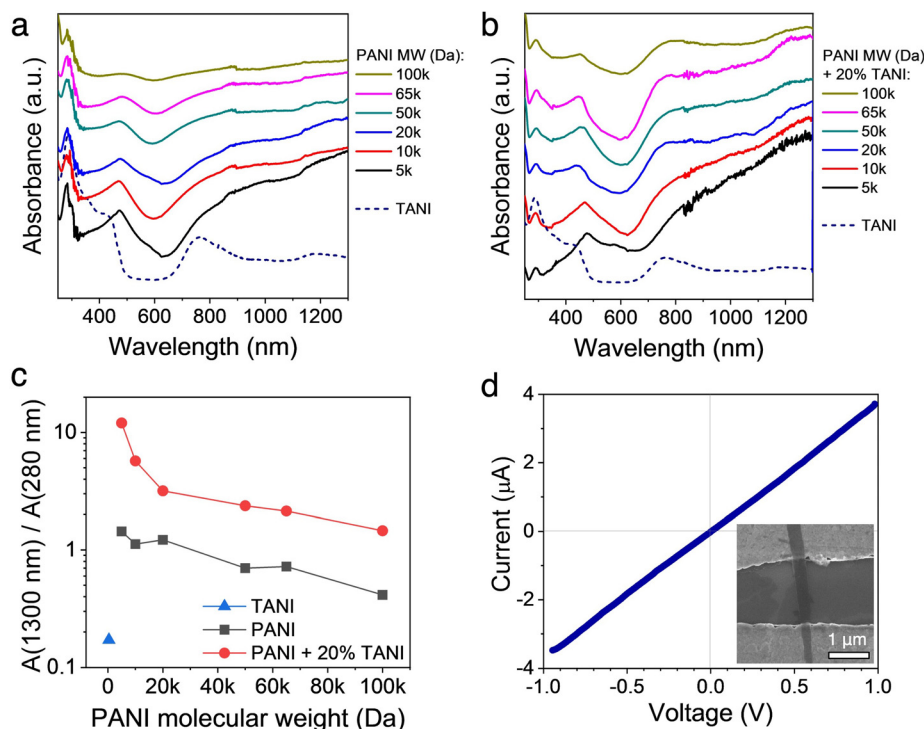 a
Absorbance (a.u.)
PANI MW (Da):
100k
65k
50k
20k
10k
5k
TANI
400 600 800 1000 1200
Wavelength (nm)
b
Absorbance (a.u.)
PANI MW (Da)
+ 20% TANI:
100k
65k
50k
20k
10k
5k
TANI
400 600 800 1000 1200
Wavelength (nm)
c
A(1300 nm) / A(280 nm)
10
1
0.1
TANI
PANI
PANI + 20% TANI
0 20k 40k 60k 80k 100k
PANI molecular weight (Da)
d
Current (μA)
4
2
0
-2
-4
1 μm
-1.0 -0.5 0.0 0.5 1.0
Voltage (V)